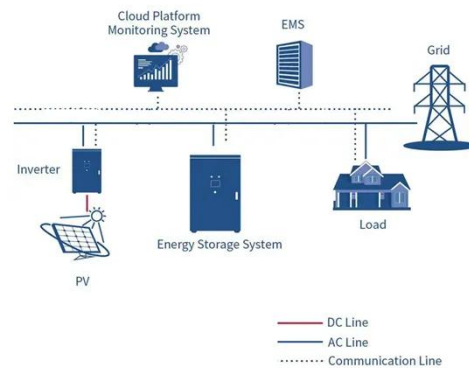 Cloud Platform
Monitoring System
EMS
Grid
Inverter
Energy Storage System
Load
PV
DC Line
AC Line
Communication Line